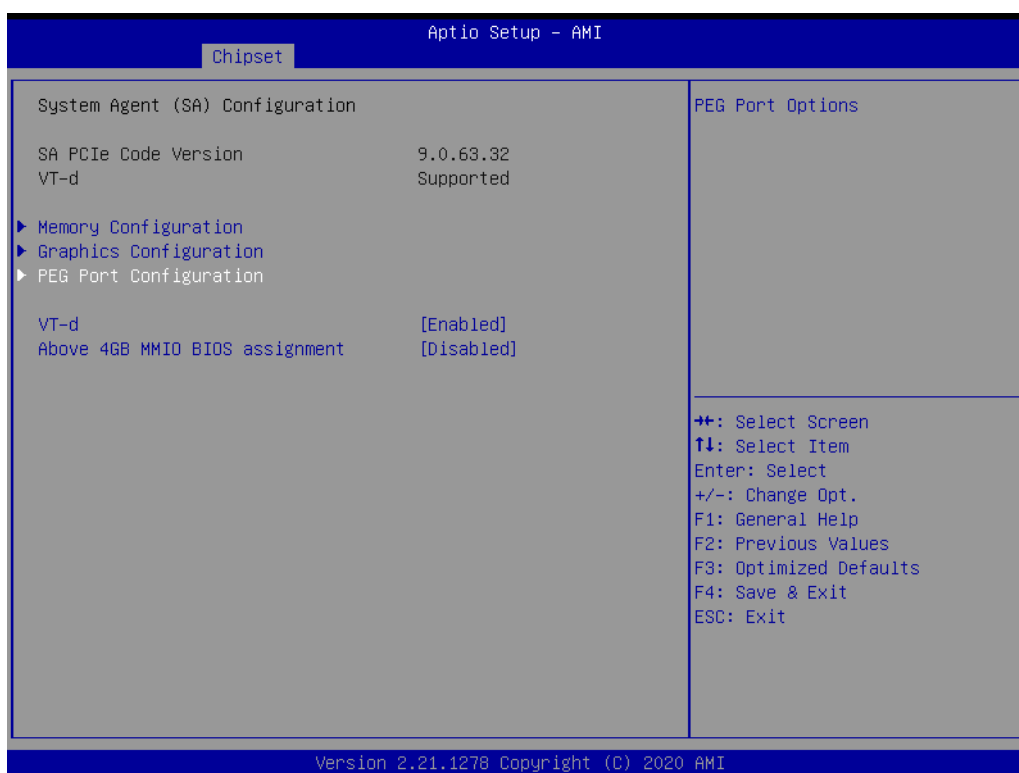 Aptio Setup - AMI
Chipset
System Agent (SA) Configuration
SA PCIe Code Version 9.0.63.32
VT-d Supported
Memory Configuration
Graphics Configuration
PEG Port Configuration
VT-d [Enabled]
Above 4GB MMIO BIOS assignment [Disabled]
PEG Port Options
→←: Select Screen
↑↓: Select Item
Enter: Select
+/-: Change Opt.
F1: General Help
F2: Previous Values
F3: Optimized Defaults
F4: Save & Exit
ESC: Exit
Version 2.21.1278 Copyright (C) 2020 AMI